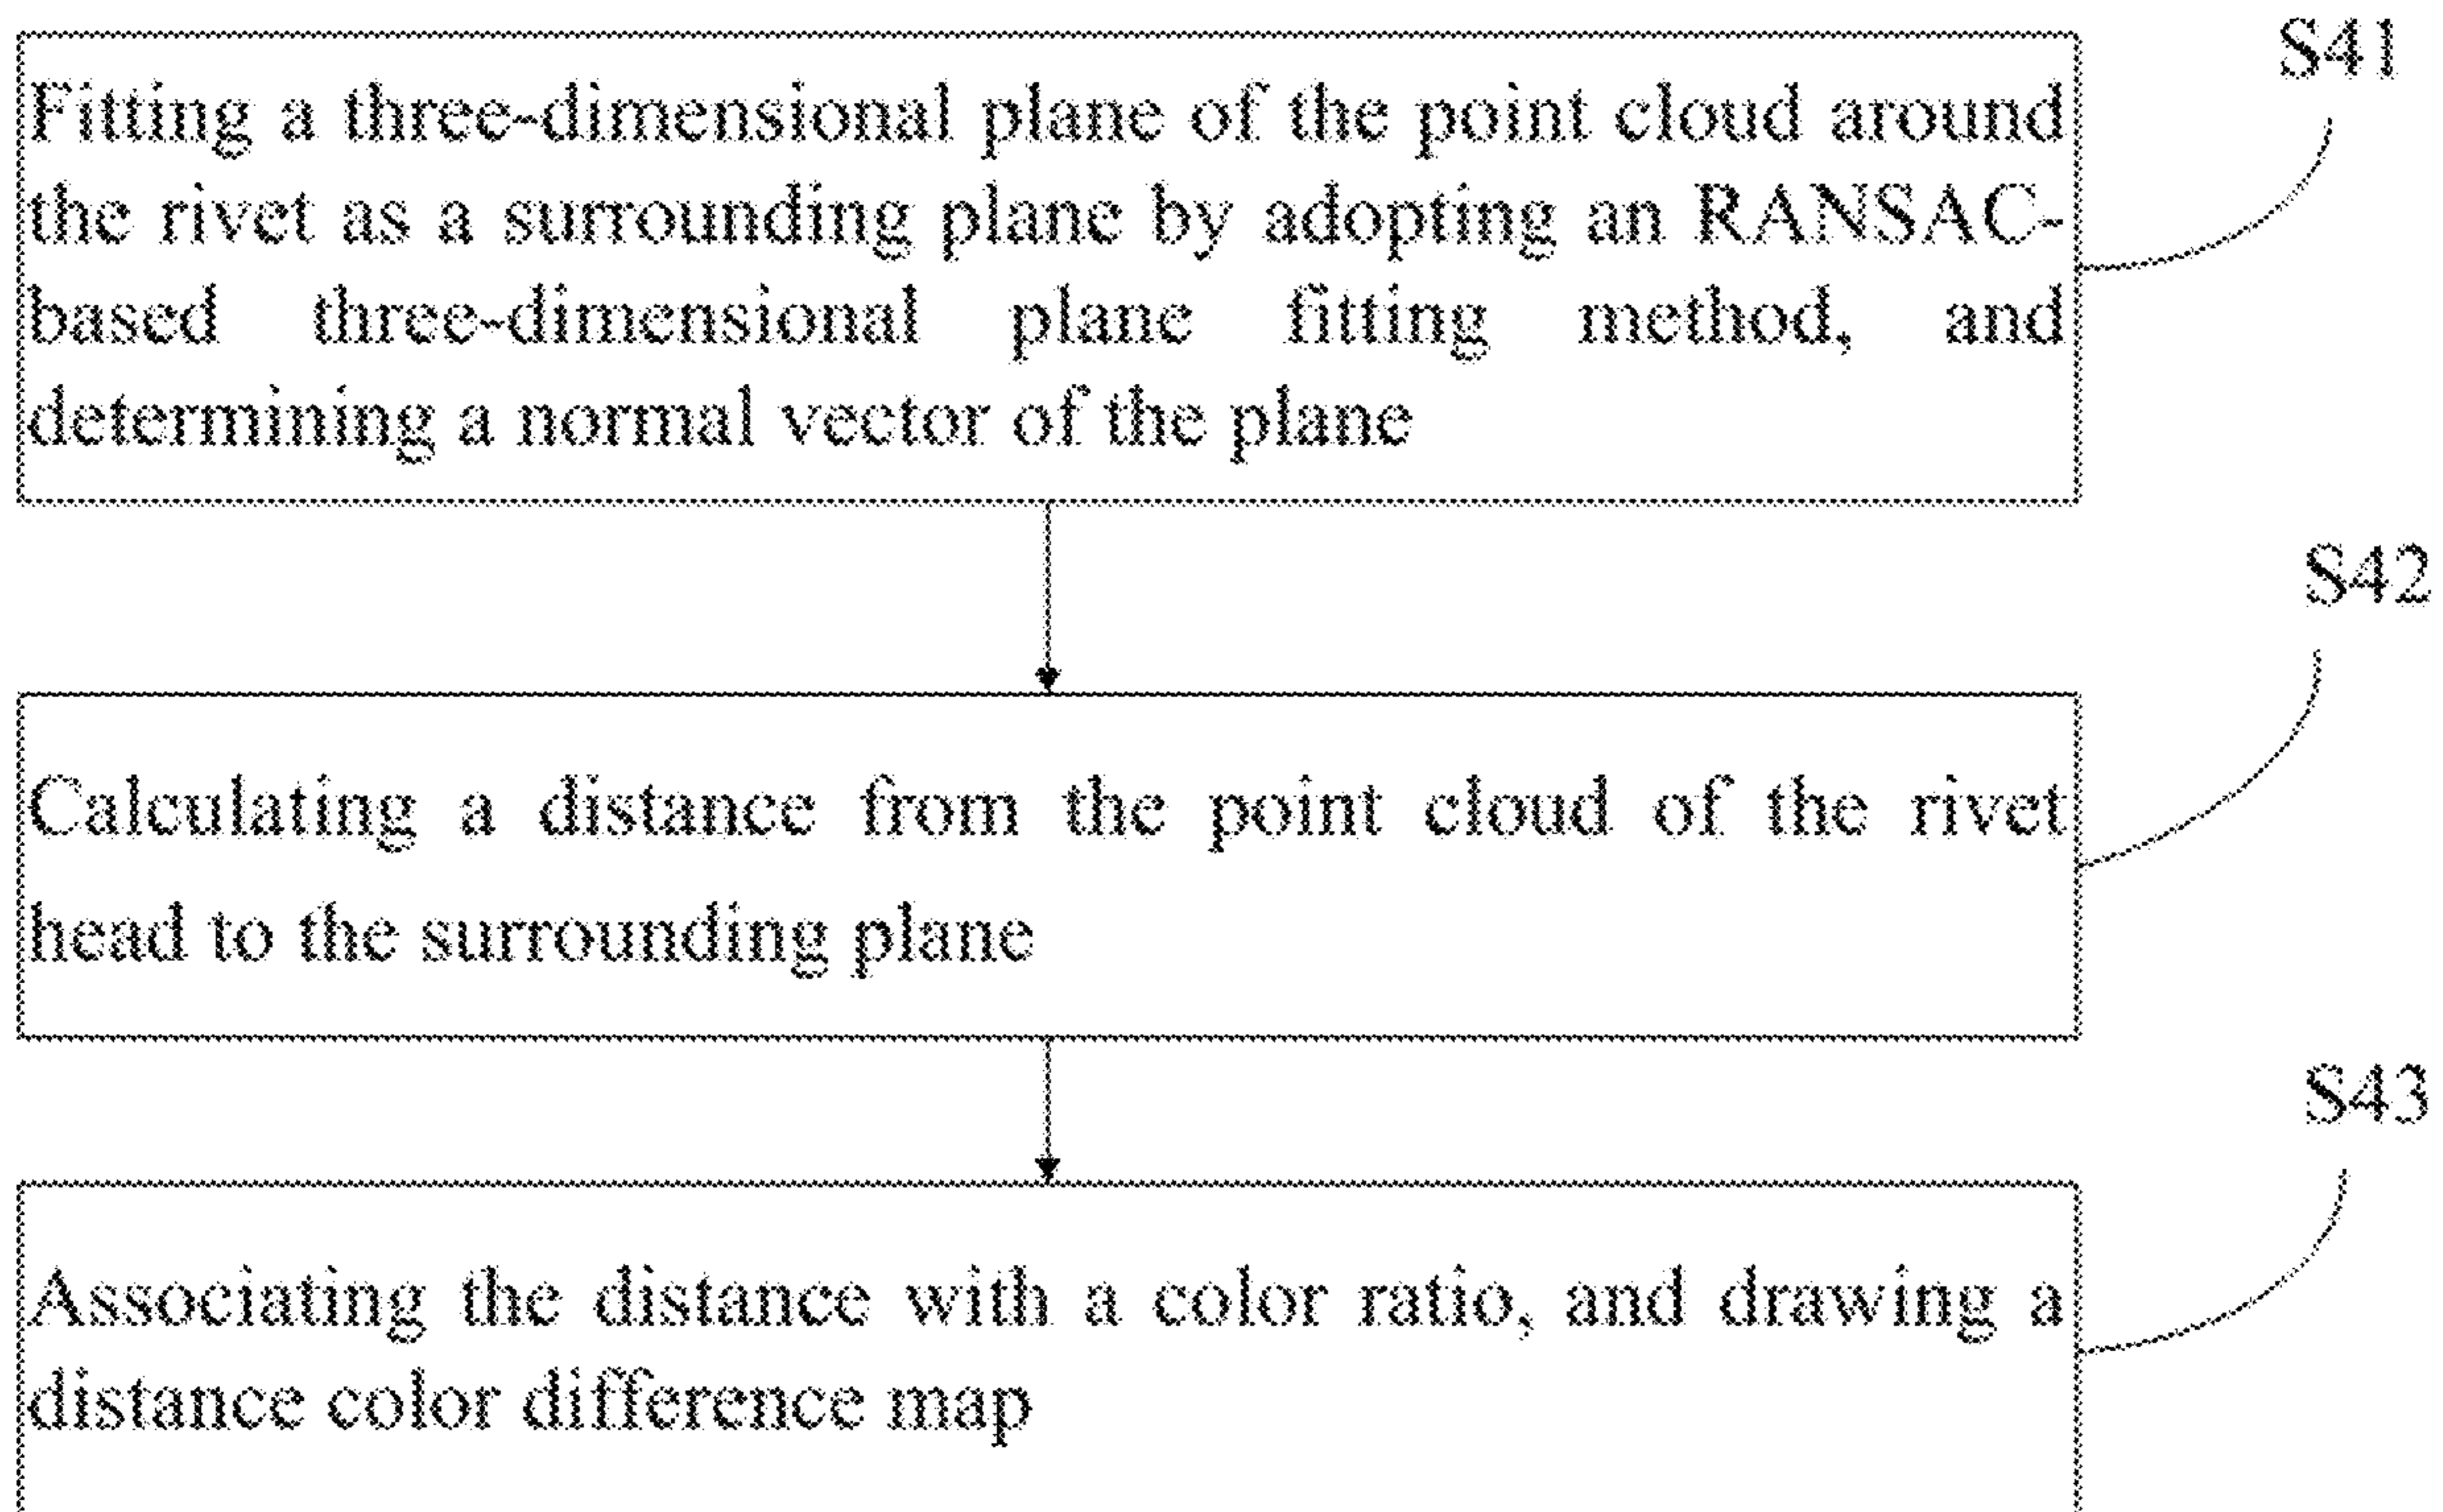 S41
Fitting a three-dimensional plane of the point cloud around
the rivet as a surrounding plane by adopting an RANSAC-
based three-dimensional plane fitting method, and
determining a normal vector of the plane
S42
Calculating a distance from the point cloud of the rivet
head to the surrounding plane
S43
Associating the distance with a color ratio, and drawing a
distance color difference map